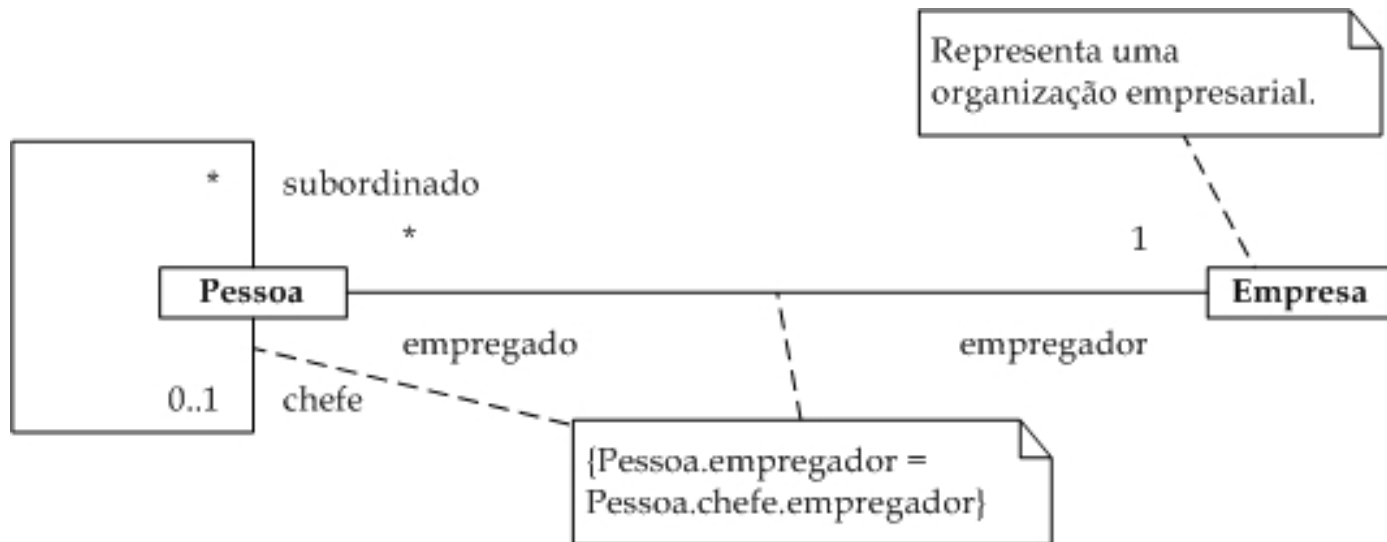 Representa uma
organização empresarial.
* subordinado
* 1
Pessoa Empresa
empregado empregador
0..1 chefe
{Pessoa.empregador =
Pessoa.chefe.empregador}